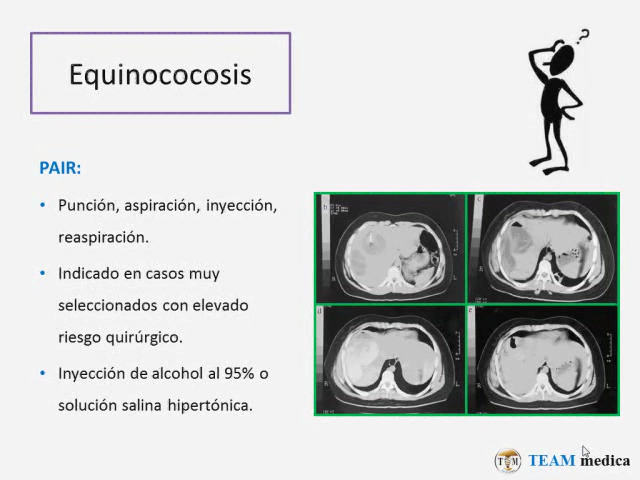 Equinococosis
?
PAIR:
• Punción, aspiración, inyección,
reaspiración.
• Indicado en casos muy
seleccionados con elevado
riesgo quirúrgico.
• Inyección de alcohol al 95% o
solución salina hipertónica.
b
c
d
e
TEAM medica